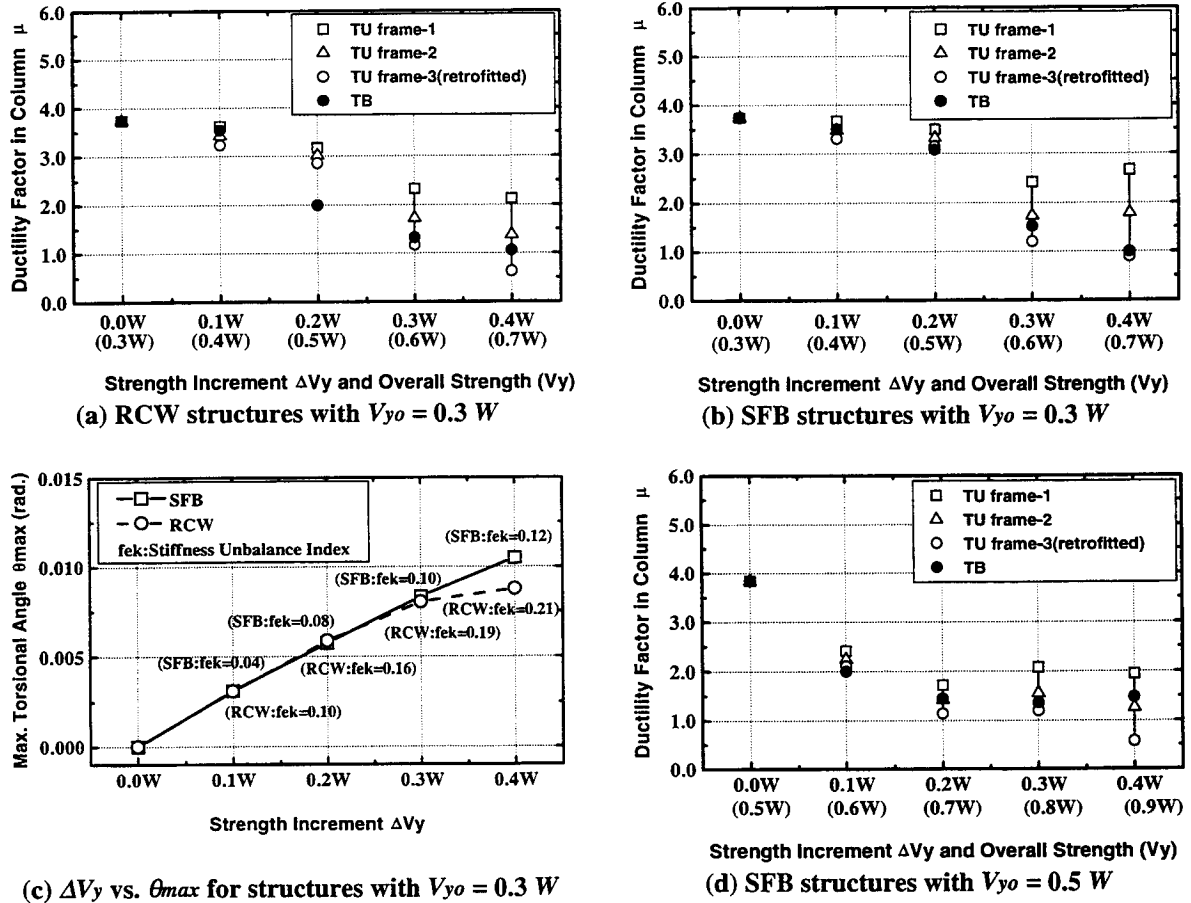 6.0
5.0
4.0
3.0
2.0
1.0
0.0
Ductility Factor in Column μ
TU frame-1
TU frame-2
TU frame-3(retrofitted)
TB
0.0W 0.1W 0.2W 0.3W 0.4W
(0.3W) (0.4W) (0.5W) (0.6W) (0.7W)
Strength Increment ΔVy and Overall Strength (Vy)
(a) RCW structures with Vyo = 0.3 W
6.0
5.0
4.0
3.0
2.0
1.0
0.0
Ductility Factor in Column μ
TU frame-1
TU frame-2
TU frame-3(retrofitted)
TB
0.0W 0.1W 0.2W 0.3W 0.4W
(0.3W) (0.4W) (0.5W) (0.6W) (0.7W)
Strength Increment ΔVy and Overall Strength (Vy)
(b) SFB structures with Vyo = 0.3 W
0.015
0.010
0.005
0.000
Max. Torsional Angle θmax (rad.)
SFB
RCW
fek:Stiffness Unbalance Index
(SFB:fek=0.12)
(SFB:fek=0.10)
(RCW:fek=0.21)
(SFB:fek=0.08)
(RCW:fek=0.19)
(SFB:fek=0.04)
(RCW:fek=0.16)
(RCW:fek=0.10)
0.0W 0.1W 0.2W 0.3W 0.4W
Strength Increment ΔVy
(c) ΔVy vs. θmax for structures with Vyo = 0.3 W
6.0
5.0
4.0
3.0
2.0
1.0
0.0
Ductility Factor in Column μ
TU frame-1
TU frame-2
TU frame-3(retrofitted)
TB
0.0W 0.1W 0.2W 0.3W 0.4W
(0.5W) (0.6W) (0.7W) (0.8W) (0.9W)
Strength Increment ΔVy and Overall Strength (Vy)
(d) SFB structures with Vyo = 0.5 W